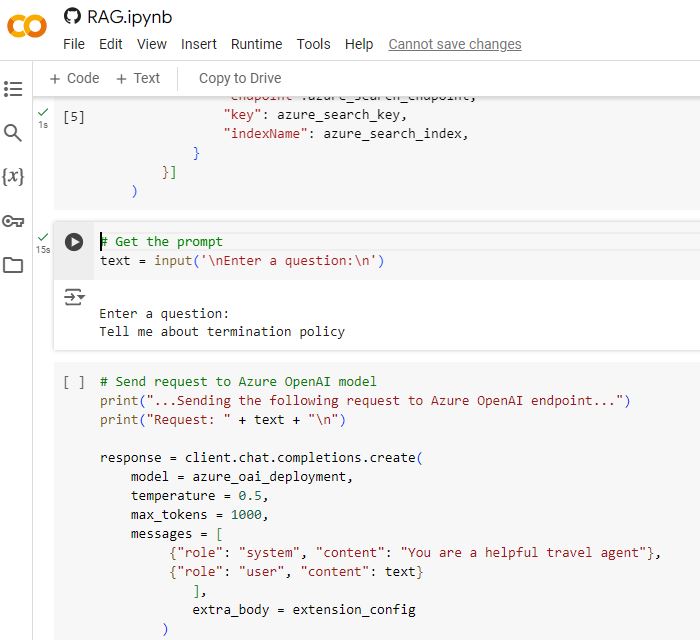 RAG.ipynb
File Edit View Insert Runtime Tools Help Cannot save changes
+ Code + Text Copy to Drive
"endpoint":azure_search_endpoint,
[5] "key": azure_search_key,
1s
"indexName": azure_search_index,
}
}]
)
# Get the prompt
15s
text = input('\nEnter a question:\n')
Enter a question:
Tell me about termination policy
[ ] # Send request to Azure OpenAI model
print("...Sending the following request to Azure OpenAI endpoint...")
print("Request: " + text + "\n")
response = client.chat.completions.create(
model = azure_oai_deployment,
temperature = 0.5,
max_tokens = 1000,
messages = [
{"role": "system", "content": "You are a helpful travel agent"},
{"role": "user", "content": text}
],
extra_body = extension_config
)
{x}